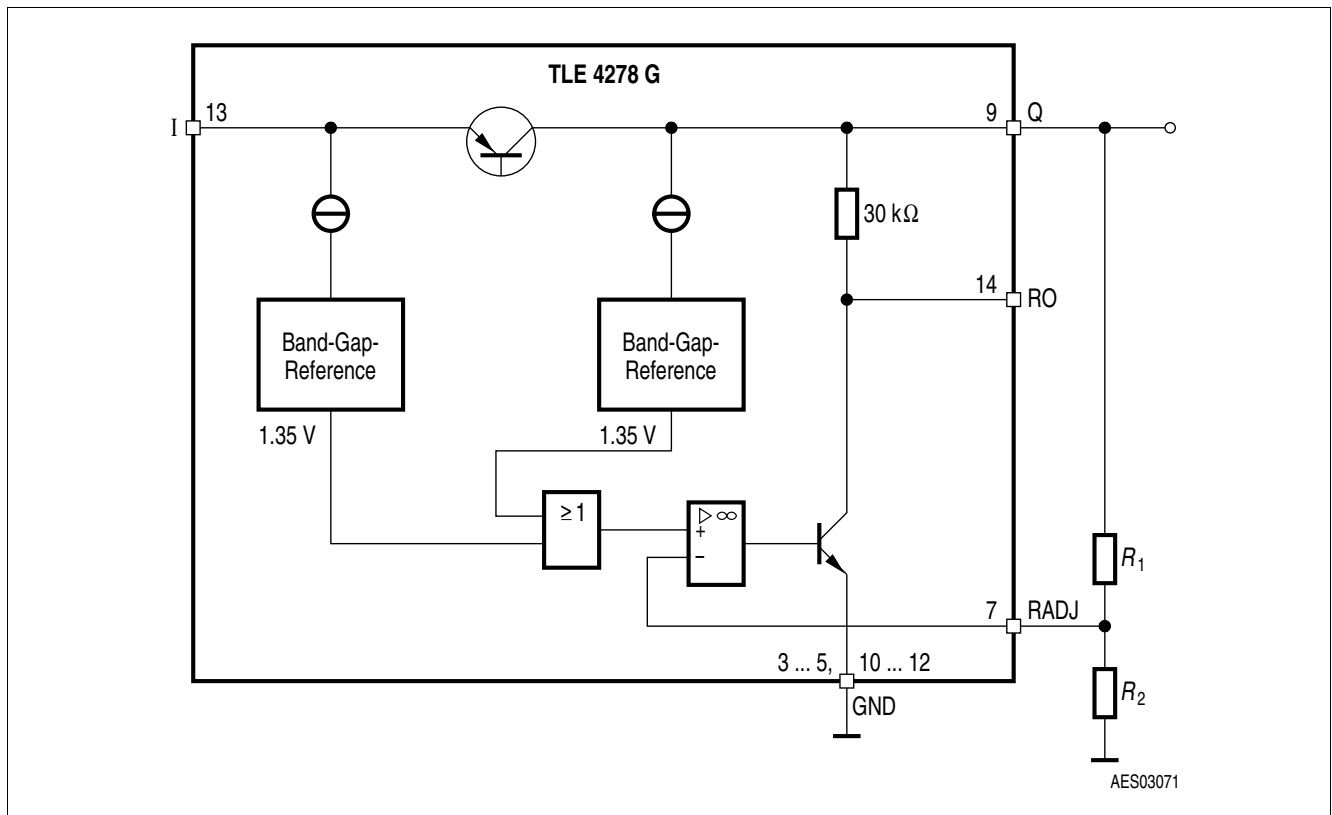 TLE 4278 G
I
13
9
Q
30 kΩ
14
RO
Band-Gap-
Reference
Band-Gap-
Reference
1.35 V
1.35 V
≥ 1
▷ ∞
+
−
R1
7
RADJ
3 ... 5,
10 ... 12
GND
R2
AES03071